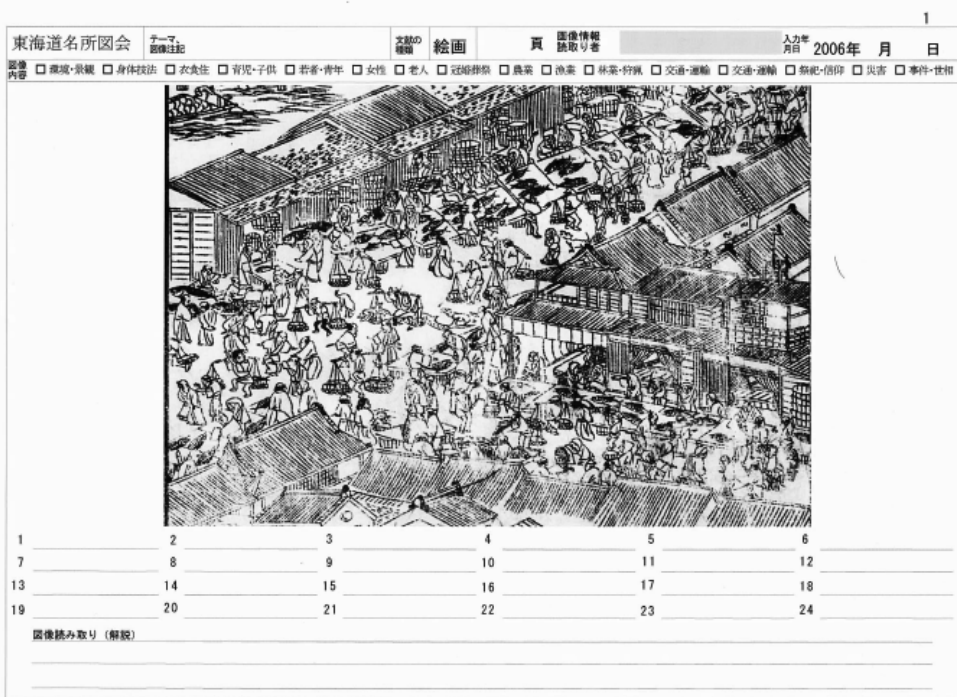 1
東海道名所図会 テーマ、図像注記 文献の種類 絵画 頁 図像情報読取り者 入力年月日 2006年 月 日
図像内容 □ 環境・景観 □ 身体技法 □ 衣食住 □ 育児・子供 □ 若者・青年 □ 女性 □ 老人 □ 冠婚葬祭 □ 農業 □ 漁業 □ 林業・狩猟 □ 交通・運輸 □ 交通・運輸 □ 祭祀・信仰 □ 災害 □ 事件・世相
1 2 3 4 5 6
7 8 9 10 11 12
13 14 15 16 17 18
19 20 21 22 23 24
図像読み取り（解説）